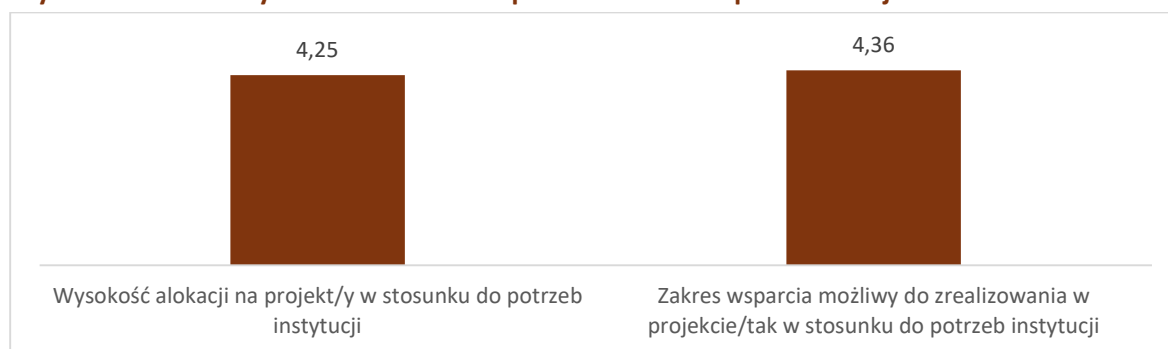 4,25
4,36
Wysokość alokacji na projekt/y w stosunku do potrzeb
instytucji
Zakres wsparcia możliwy do zrealizowania w
projekcie/tak w stosunku do potrzeb instytucji